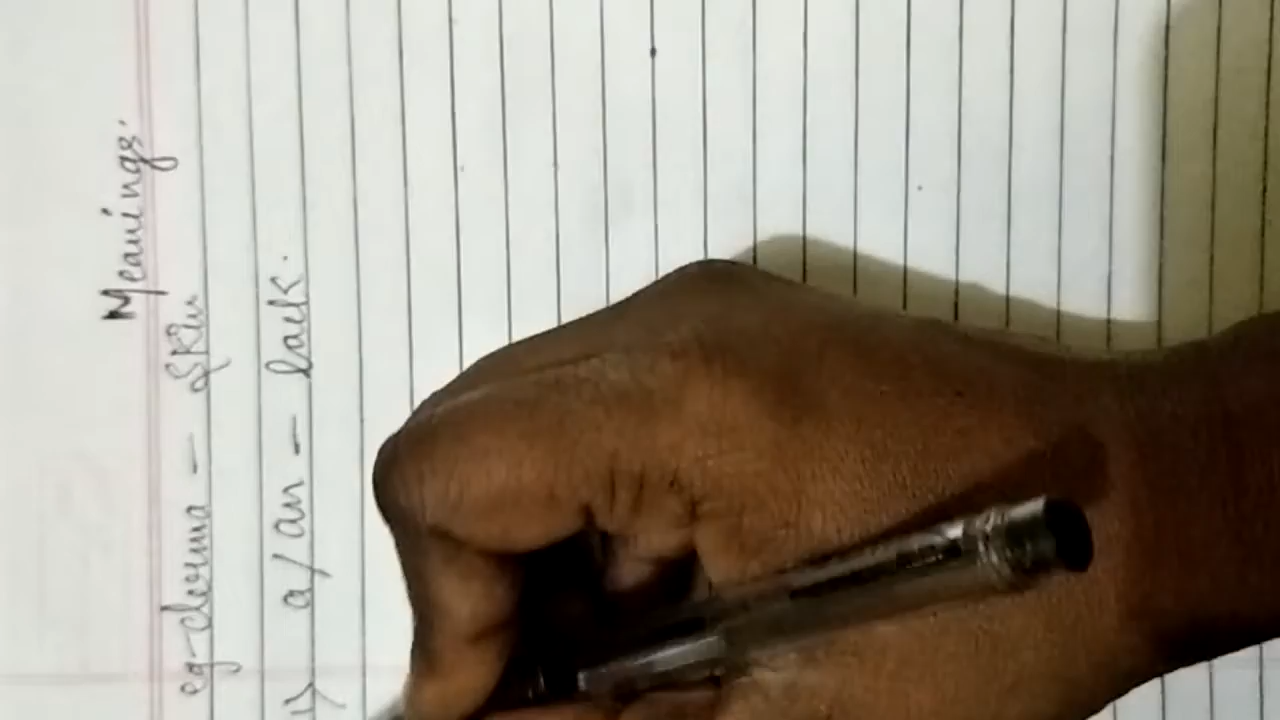 Meanings.
eg-derma - Skin
1) a/an - lack.